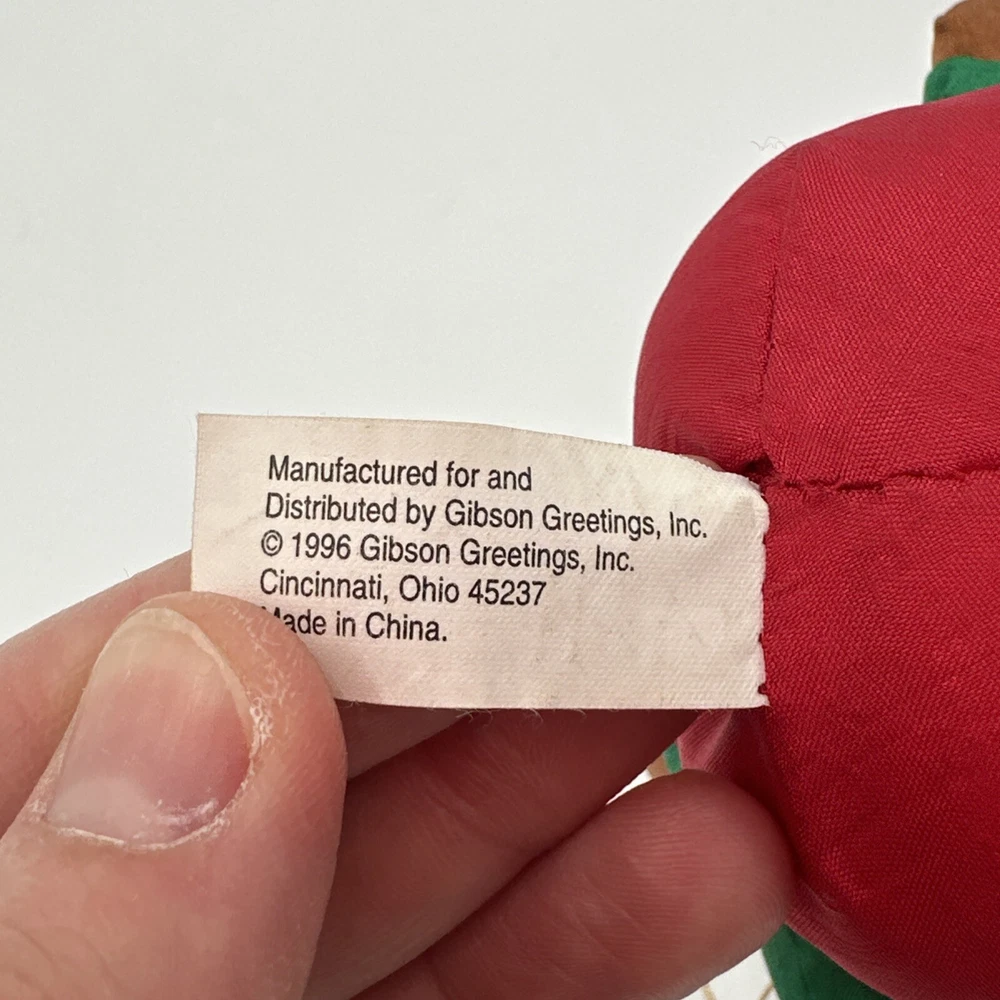 Manufactured for and
Distributed by Gibson Greetings, Inc.
© 1996 Gibson Greetings, Inc.
Cincinnati, Ohio 45237
Made in China.